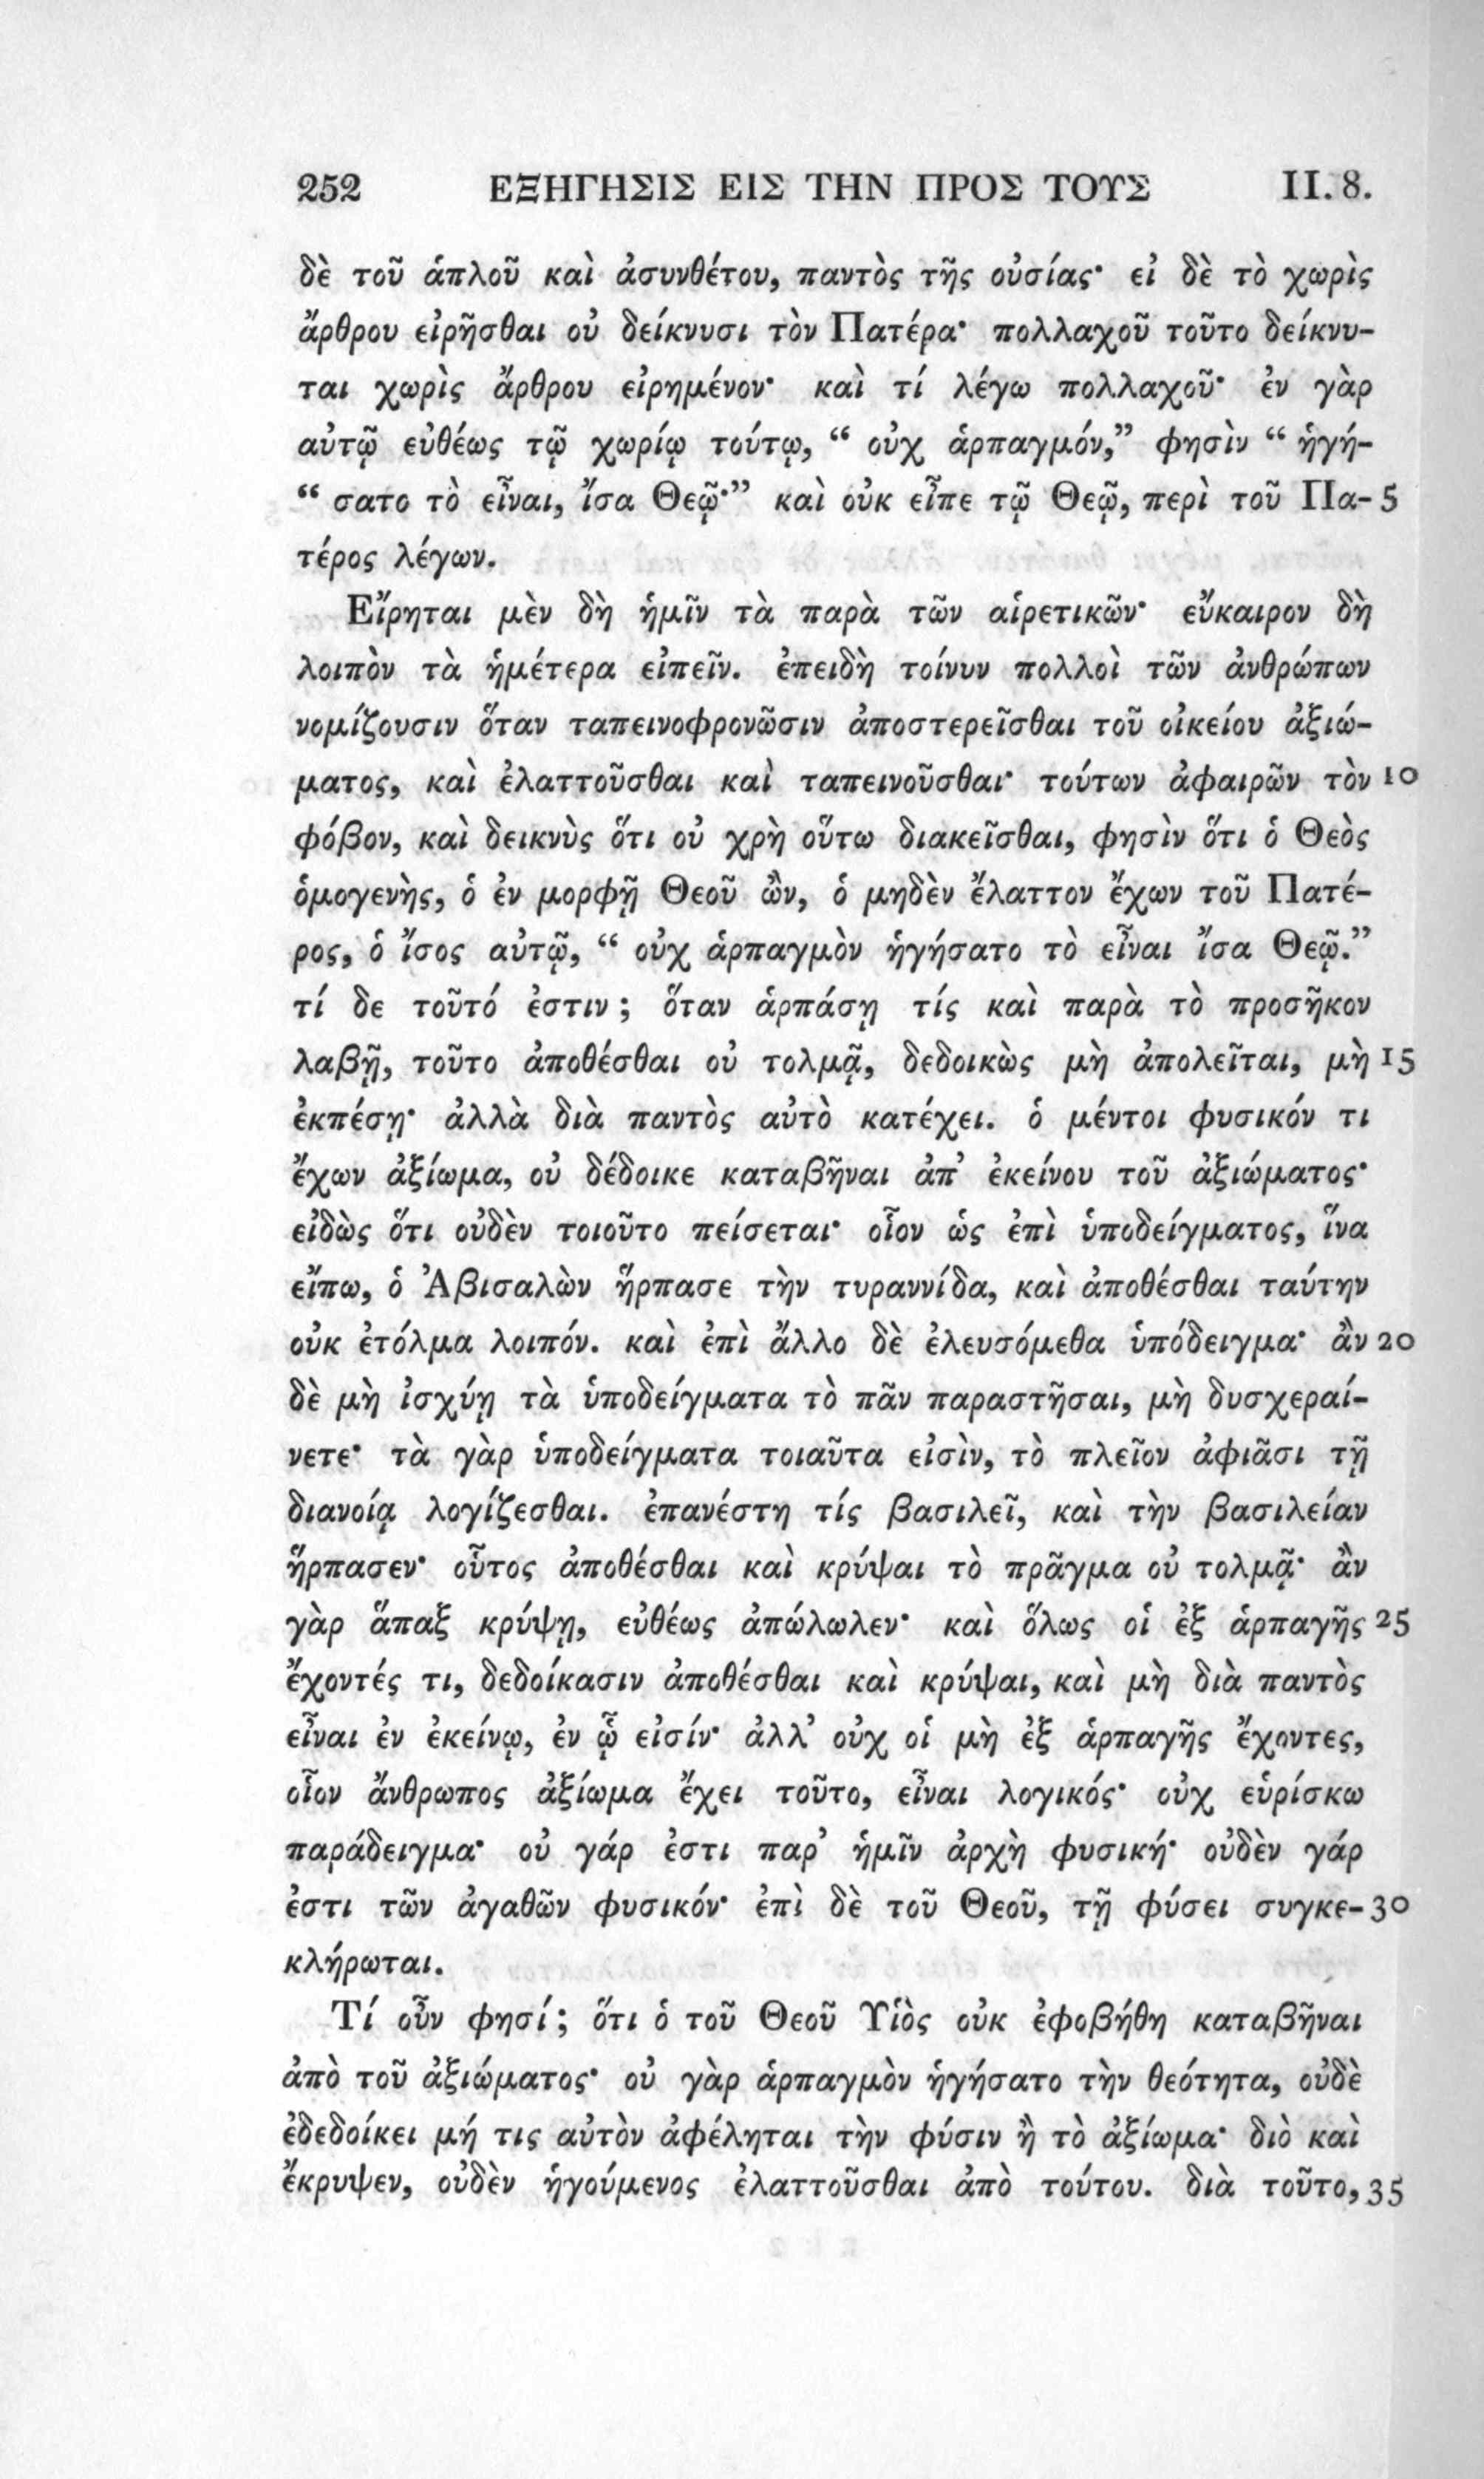 252 ΕΞΗΓΗΣΙΣ ΕΙΣ ΤΗΝ ΠΡΟΣ ΤΟΥΣ II. 8.
δὲ τοῦ ἁπλοῦ καὶ ἀσυνθέτου, παντὸς τῆς οὐσίας· εἰ δὲ τὸ χωρὶς
ἄρθρου εἰρῆσθαι οὐ δείκνυσι τὸν Πατέρα· πολλαχοῦ τοῦτο δείκνυ-
ται χωρὶς ἄρθρου εἰρημένον· καὶ τί λέγω πολλαχοῦ· ἐν γὰρ
αὐτῷ εὐθέως τῷ χωρίῳ τούτῳ, “ οὐχ ἁρπαγμόν,” φησὶν “ ἡγή-
“ σατο τὸ εἶναι, ἴσα Θεῷ·” καὶ οὐκ εἶπε τῷ Θεῷ, περὶ τοῦ Πα- 5
τέρος λέγων.
Εἴρηται μὲν δὴ ἡμῖν τὰ παρὰ τῶν αἱρετικῶν· εὔκαιρον δὴ
λοιπὸν τὰ ἡμέτερα εἰπεῖν. ἐπειδὴ τοίνυν πολλοὶ τῶν ἀνθρώπων
νομίζουσιν ὅταν ταπεινοφρονῶσιν ἀποστερεῖσθαι τοῦ οἰκείου ἀξιώ-
ματος, καὶ ἐλαττοῦσθαι καὶ ταπεινοῦσθαι· τούτων ἀφαιρῶν τὸν 10
φόβον, καὶ δεικνὺς ὅτι οὐ χρὴ οὕτω διακεῖσθαι, φησὶν ὅτι ὁ Θεὸς
ὁμογενὴς, ὁ ἐν μορφῇ Θεοῦ ὢν, ὁ μηδὲν ἔλαττον ἔχων τοῦ Πατέ-
ρος, ὁ ἴσος αὐτῷ, “ οὐχ ἁρπαγμὸν ἡγήσατο τὸ εἶναι ἴσα Θεῷ.”
τί δε τοῦτό ἐστιν ; ὅταν ἁρπάσῃ τίς καὶ παρὰ τὸ προσῆκον
λαβῇ, τοῦτο ἀποθέσθαι οὐ τολμᾷ, δεδοικὼς μὴ ἀπολεῖται, μὴ 15
ἐκπέσῃ· ἀλλὰ διὰ παντὸς αὐτὸ κατέχει. ὁ μέντοι φυσικόν τι
ἔχων ἀξίωμα, οὐ δέδοικε καταβῆναι ἀπ’ ἐκείνου τοῦ ἀξιώματος·
εἰδὼς ὅτι οὐδὲν τοιοῦτο πείσεται· οἷον ὡς ἐπὶ ὑποδείγματος, ἵνα
εἴπω, ὁ Ἀβισαλὼν ἥρπασε τὴν τυραννίδα, καὶ ἀποθέσθαι ταύτην
οὐκ ἐτόλμα λοιπόν. καὶ ἐπὶ ἄλλο δὲ ἐλευσόμεθα ὑπόδειγμα· ἂν 20
δὲ μὴ ἰσχύῃ τὰ ὑποδείγματα τὸ πᾶν παραστῆσαι, μὴ δυσχεραί-
νετε· τὰ γὰρ ὑποδείγματα τοιαῦτα εἰσὶν, τὸ πλεῖον ἀφιᾶσι τῇ
διανοίᾳ λογίζεσθαι. ἐπανέστη τίς βασιλεῖ, καὶ τὴν βασιλείαν
ἥρπασεν· οὗτος ἀποθέσθαι καὶ κρύψαι τὸ πρᾶγμα οὐ τολμᾷ· ἂν
γὰρ ἅπαξ κρύψῃ, εὐθέως ἀπώλωλεν· καὶ ὅλως οἱ ἐξ ἁρπαγῆς 25
ἔχοντές τι, δεδοίκασιν ἀποθέσθαι καὶ κρύψαι, καὶ μὴ διὰ παντὸς
εἶναι ἐν ἐκείνῳ, ἐν ᾧ εἰσίν· ἀλλ’ οὐχ οἱ μὴ ἐξ ἁρπαγῆς ἔχοντες,
οἷον ἄνθρωπος ἀξίωμα ἔχει τοῦτο, εἶναι λογικός· οὐχ εὑρίσκω
παράδειγμα· οὐ γάρ ἐστι παρ’ ἡμῖν ἀρχὴ φυσική· οὐδὲν γάρ
ἐστι τῶν ἀγαθῶν φυσικόν· ἐπὶ δὲ τοῦ Θεοῦ, τῇ φύσει συγκε- 30
κλήρωται.
Τί οὖν φησί ; ὅτι ὁ τοῦ Θεοῦ Υἱὸς οὐκ ἐφοβήθη καταβῆναι
ἀπὸ τοῦ ἀξιώματος· οὐ γὰρ ἁρπαγμὸν ἡγήσατο τὴν θεότητα, οὐδὲ
ἐδεδοίκει μή τις αὐτὸν ἀφέληται τὴν φύσιν ἢ τὸ ἀξίωμα· διὸ καὶ
ἔκρυψεν, οὐδὲν ἡγούμενος ἐλαττοῦσθαι ἀπὸ τούτου. διὰ τοῦτο, 35